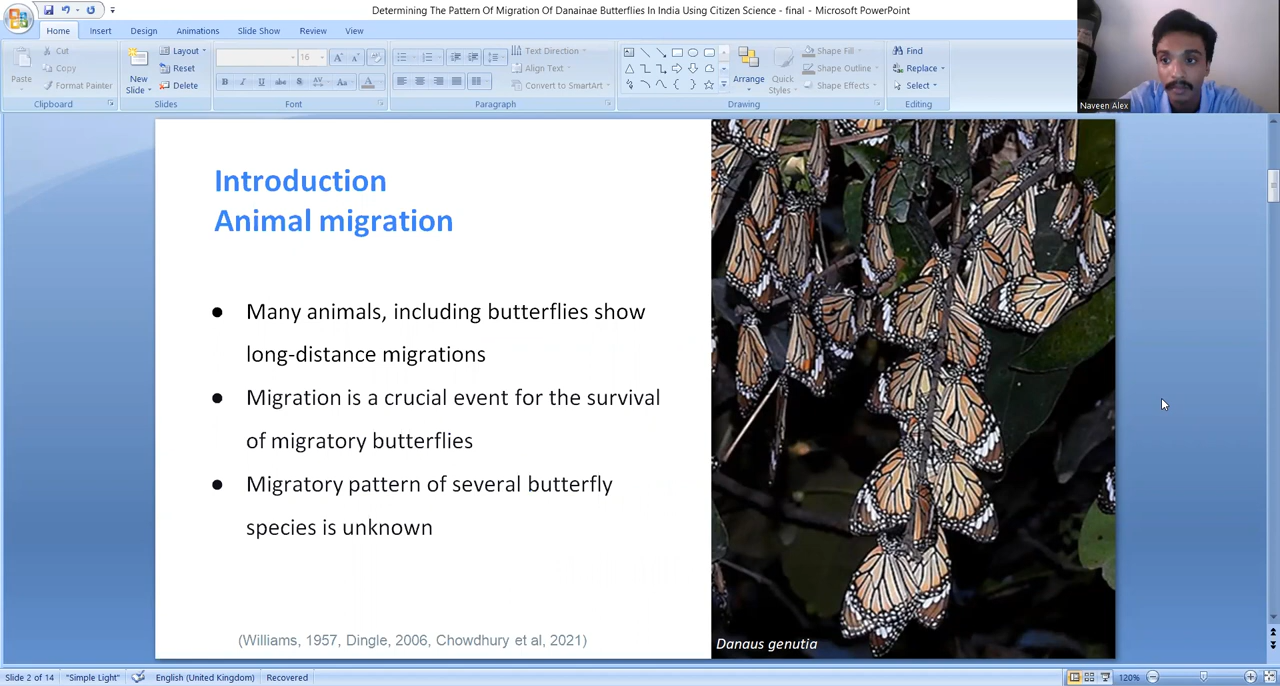 Determining The Pattern Of Migration Of Danainae Butterflies In India Using Citizen Science - final - Microsoft PowerPoint
Home Insert Design Animations Slide Show Review View
Paste
Cut
Copy
Format Painter
Clipboard
New Slide
Layout
Reset
Delete
Slides
16
Font
Text Direction
Align Text
Convert to SmartArt
Paragraph
Arrange
Quick Styles
Shape Fill
Shape Outline
Shape Effects
Drawing
Find
Replace
Select
Editing
Naveen Alex
Introduction
Animal migration
● Many animals, including butterflies show
long-distance migrations
● Migration is a crucial event for the survival
of migratory butterflies
● Migratory pattern of several butterfly
species is unknown
(Williams, 1957, Dingle, 2006, Chowdhury et al, 2021)
Danaus genutia
Slide 2 of 14 "Simple Light" English (United Kingdom) Recovered 120%